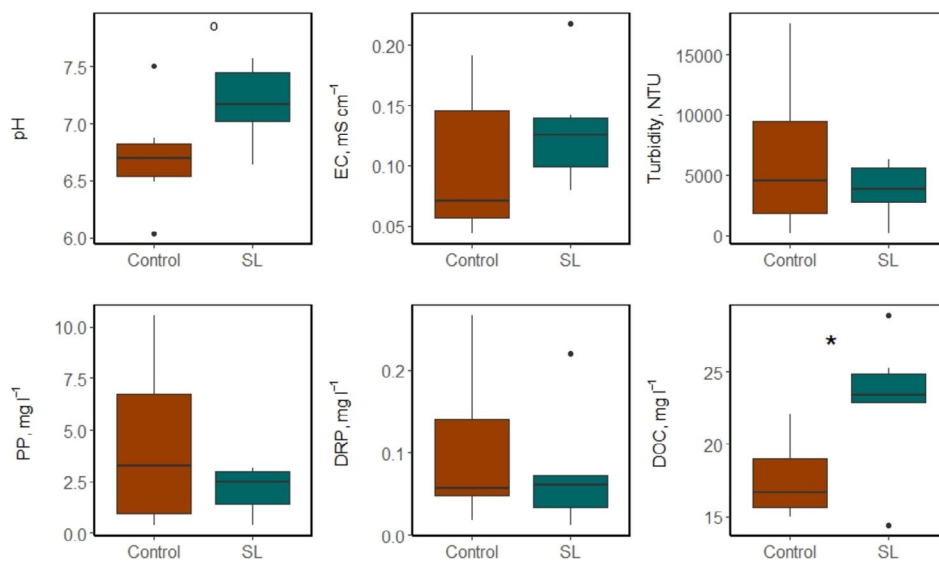 pH
7.5
7.0
6.5
6.0
o
Control SL
EC, mS cm⁻¹
0.20
0.15
0.10
0.05
Control SL
Turbidity, NTU
15000
10000
5000
0
Control SL
PP, mg l⁻¹
10.0
7.5
5.0
2.5
0.0
Control SL
DRP, mg l⁻¹
0.2
0.1
0.0
Control SL
DOC, mg l⁻¹
25
20
15
*
Control SL